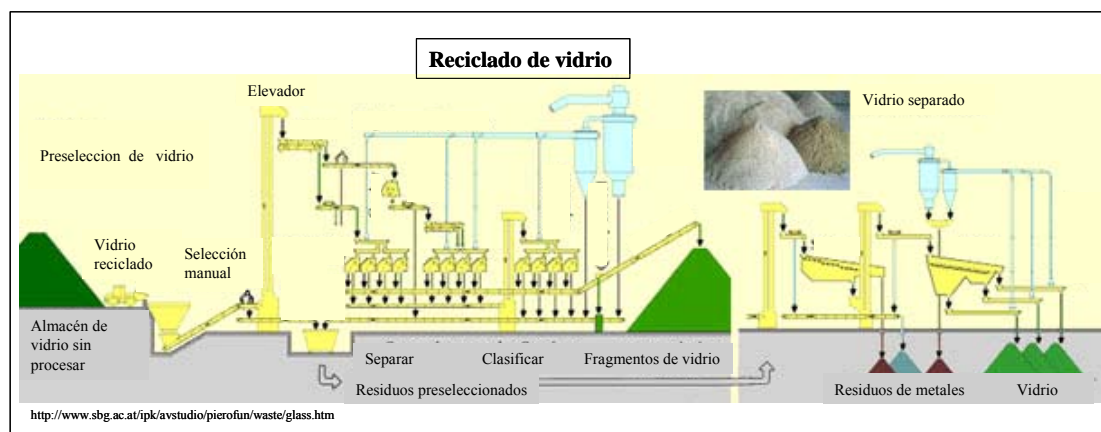 Reciclado de vidrio
Elevador
Vidrio separado
Preseleccion de vidrio
Vidrio
reciclado
Selección
manual
Almacén de
vidrio sin
procesar
Separar
Clasificar
Fragmentos de vidrio
Residuos preseleccionados
Residuos de metales
Vidrio
http://www.sbg.ac.at/ipk/avstudio/pierofun/waste/glass.htm